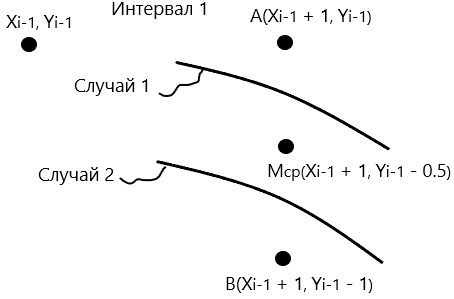 Интервал 1
Xi-1, Yi-1
A(Xi-1 + 1, Yi-1)
Случай 1
Mср(Xi-1 + 1, Yi-1 - 0.5)
Случай 2
B(Xi-1 + 1, Yi-1 - 1)